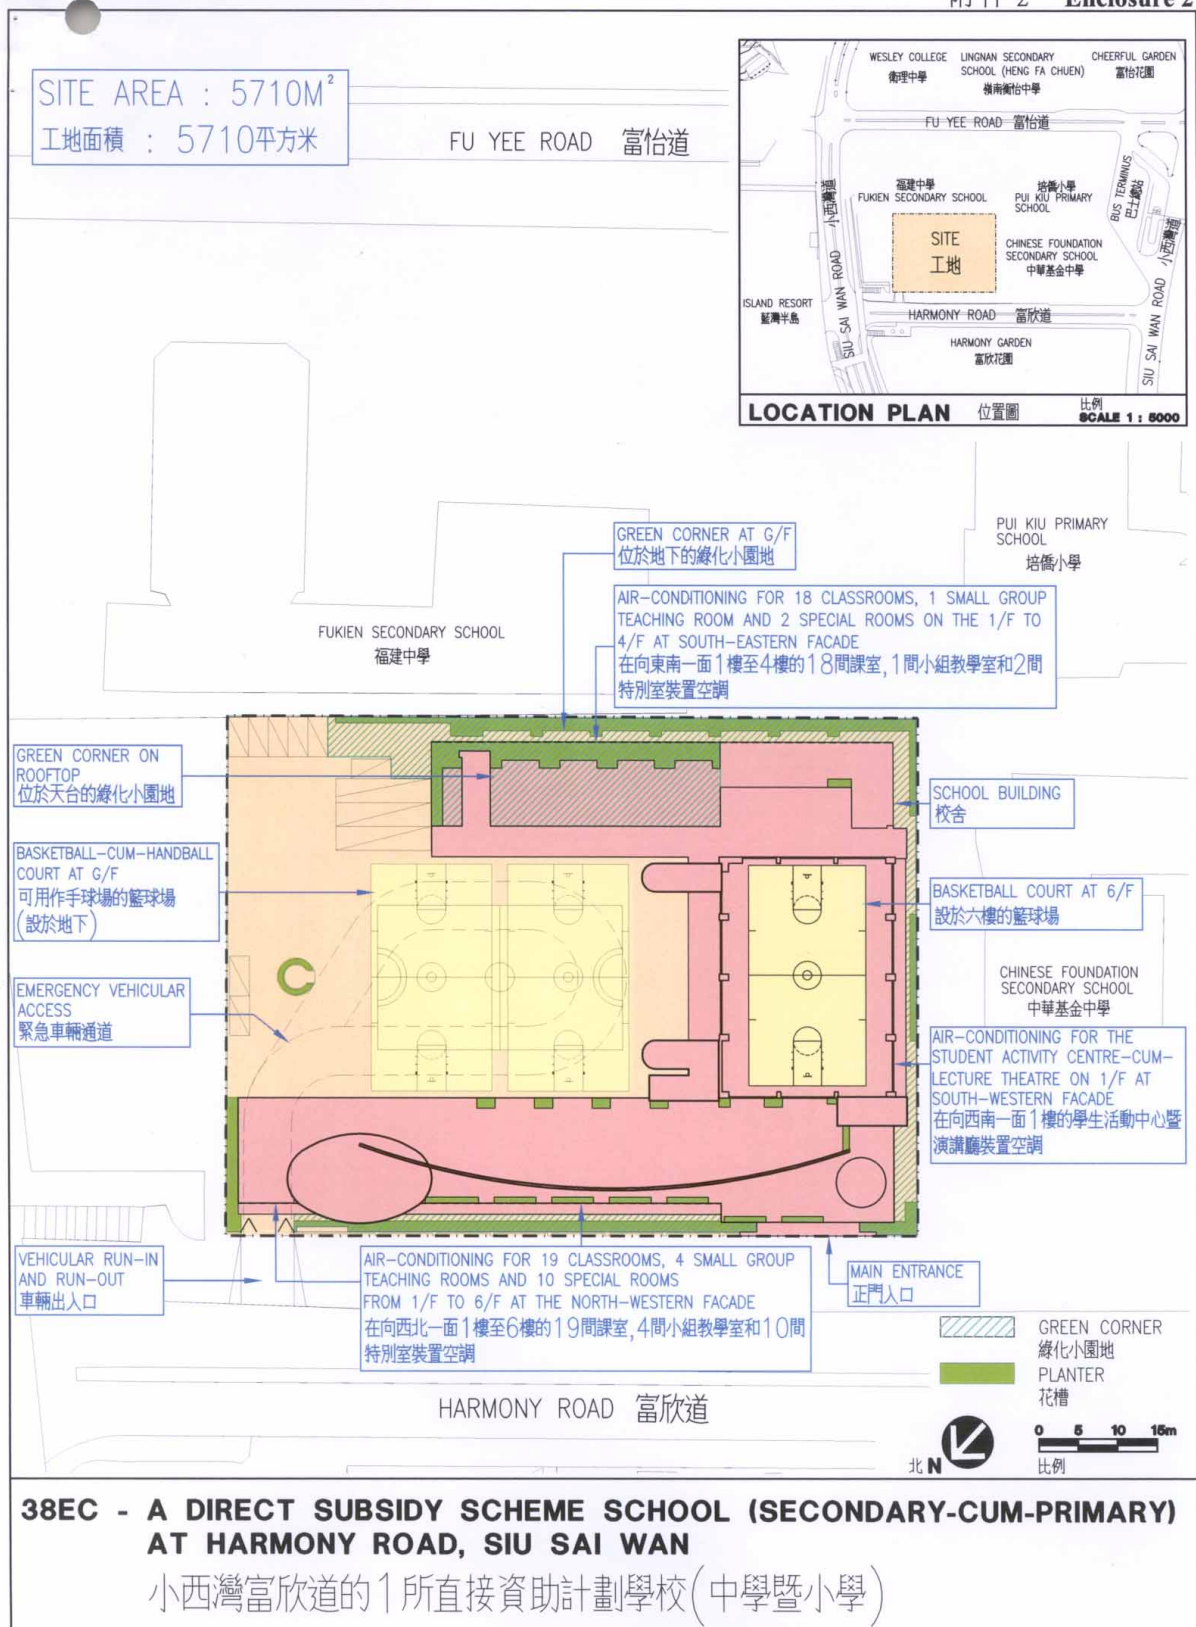 附件 2 Enclosure 2
SITE AREA : 5710M²
工地面積 : 5710平方米
FU YEE ROAD 富怡道
WESLEY COLLEGE
衛理中學
LINGNAN SECONDARY
SCHOOL (HENG FA CHUEN)
嶺南衡怡中學
CHEERFUL GARDEN
富怡花園
FU YEE ROAD 富怡道
小西灣道
SIU SAI WAN ROAD
福建中學
FUKIEN SECONDARY SCHOOL
培僑小學
PUI KIU PRIMARY
SCHOOL
BUS TERMINUS
巴士總站
SITE
工地
CHINESE FOUNDATION
SECONDARY SCHOOL
中華基金中學
小西灣道
SIU SAI WAN ROAD
ISLAND RESORT
藍灣半島
HARMONY ROAD 富欣道
HARMONY GARDEN
富欣花園
LOCATION PLAN 位置圖
比例
SCALE 1 : 5000
PUI KIU PRIMARY
SCHOOL
培僑小學
GREEN CORNER AT G/F
位於地下的綠化小園地
AIR-CONDITIONING FOR 18 CLASSROOMS, 1 SMALL GROUP
TEACHING ROOM AND 2 SPECIAL ROOMS ON THE 1/F TO
4/F AT SOUTH-EASTERN FACADE
在向東南一面1樓至4樓的18間課室,1間小組教學室和2間
特別室裝置空調
FUKIEN SECONDARY SCHOOL
福建中學
GREEN CORNER ON
ROOFTOP
位於天台的綠化小園地
SCHOOL BUILDING
校舍
BASKETBALL-CUM-HANDBALL
COURT AT G/F
可用作手球場的籃球場
(設於地下)
BASKETBALL COURT AT 6/F
設於六樓的籃球場
EMERGENCY VEHICULAR
ACCESS
緊急車輛通道
CHINESE FOUNDATION
SECONDARY SCHOOL
中華基金中學
AIR-CONDITIONING FOR THE
STUDENT ACTIVITY CENTRE-CUM-
LECTURE THEATRE ON 1/F AT
SOUTH-WESTERN FACADE
在向西南一面1樓的學生活動中心暨
演講廳裝置空調
VEHICULAR RUN-IN
AND RUN-OUT
車輛出入口
AIR-CONDITIONING FOR 19 CLASSROOMS, 4 SMALL GROUP
TEACHING ROOMS AND 10 SPECIAL ROOMS
FROM 1/F TO 6/F AT THE NORTH-WESTERN FACADE
在向西北一面1樓至6樓的19間課室,4間小組教學室和10間
特別室裝置空調
MAIN ENTRANCE
正門入口
GREEN CORNER
綠化小園地
PLANTER
花槽
HARMONY ROAD 富欣道
北 N
0 5 10 15m
比例
38EC - A DIRECT SUBSIDY SCHEME SCHOOL (SECONDARY-CUM-PRIMARY)
AT HARMONY ROAD, SIU SAI WAN
小西灣富欣道的1所直接資助計劃學校(中學暨小學)